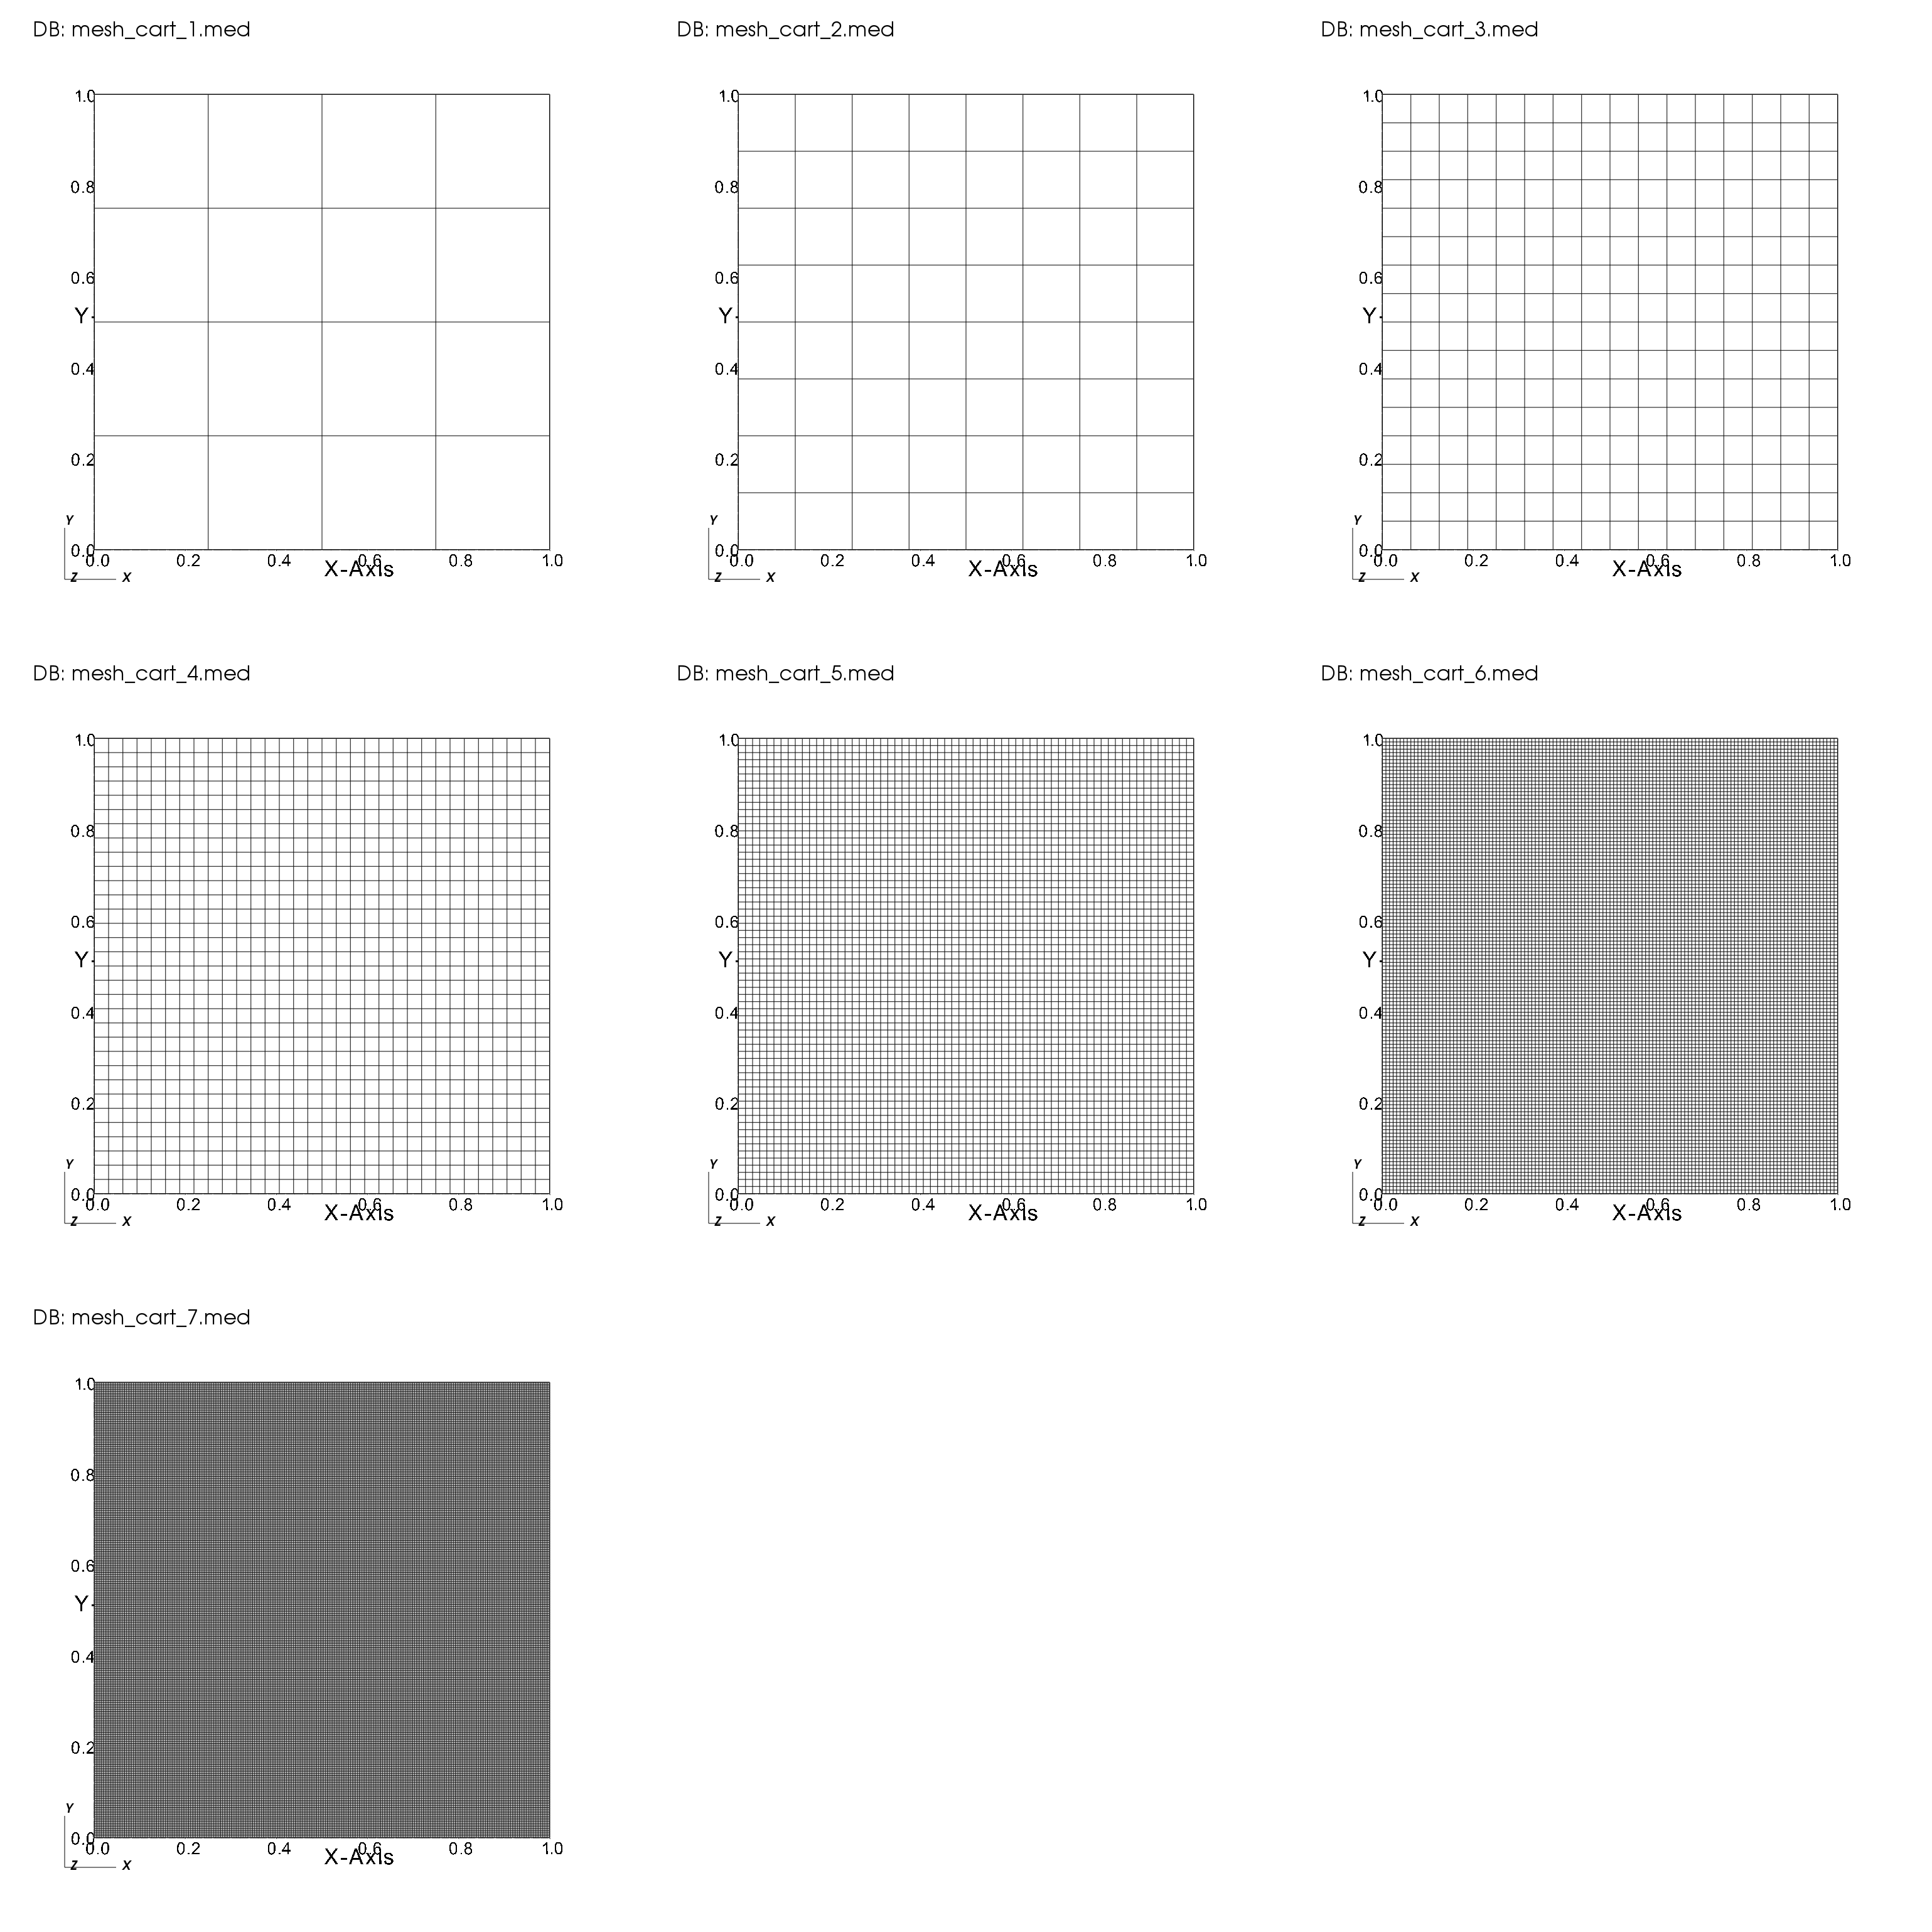 DB: mesh_cart_1.med
1.0
0.8
0.6
Y
0.4
0.2
Y
0.0
0.0 0.2 0.4 0.6 0.8 1.0
X-Axis
Z X
DB: mesh_cart_2.med
1.0
0.8
0.6
Y
0.4
0.2
Y
0.0
0.0 0.2 0.4 0.6 0.8 1.0
X-Axis
Z X
DB: mesh_cart_3.med
1.0
0.8
0.6
Y
0.4
0.2
Y
0.0
0.0 0.2 0.4 0.6 0.8 1.0
X-Axis
Z X
DB: mesh_cart_4.med
1.0
0.8
0.6
Y
0.4
0.2
Y
0.0
0.0 0.2 0.4 0.6 0.8 1.0
X-Axis
Z X
DB: mesh_cart_5.med
1.0
0.8
0.6
Y
0.4
0.2
Y
0.0
0.0 0.2 0.4 0.6 0.8 1.0
X-Axis
Z X
DB: mesh_cart_6.med
1.0
0.8
0.6
Y
0.4
0.2
Y
0.0
0.0 0.2 0.4 0.6 0.8 1.0
X-Axis
Z X
DB: mesh_cart_7.med
1.0
0.8
0.6
Y
0.4
0.2
Y
0.0
0.0 0.2 0.4 0.6 0.8 1.0
X-Axis
Z X